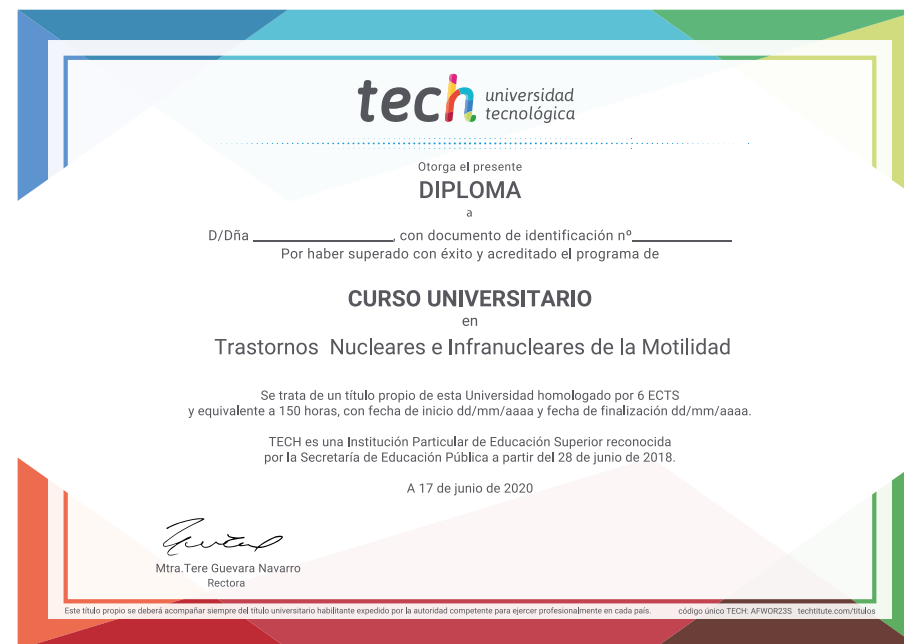 tech universidad
tecnológica
Otorga el presente
DIPLOMA
a
D/Dña ______________, con documento de identificación nº__________
Por haber superado con éxito y acreditado el programa de
CURSO UNIVERSITARIO
en
Trastornos Nucleares e Infranucleares de la Motilidad
Se trata de un título propio de esta Universidad homologado por 6 ECTS
y equivalente a 150 horas, con fecha de inicio dd/mm/aaaa y fecha de finalización dd/mm/aaaa.
TECH es una Institución Particular de Educación Superior reconocida
por la Secretaría de Educación Pública a partir del 28 de junio de 2018.
A 17 de junio de 2020
Mtra.Tere Guevara Navarro
Rectora
Este título propio se deberá acompañar siempre del título universitario habilitante expedido por la autoridad competente para ejercer profesionalmente en cada país. código único TECH: AFWOR23S techtitute.com/titulos